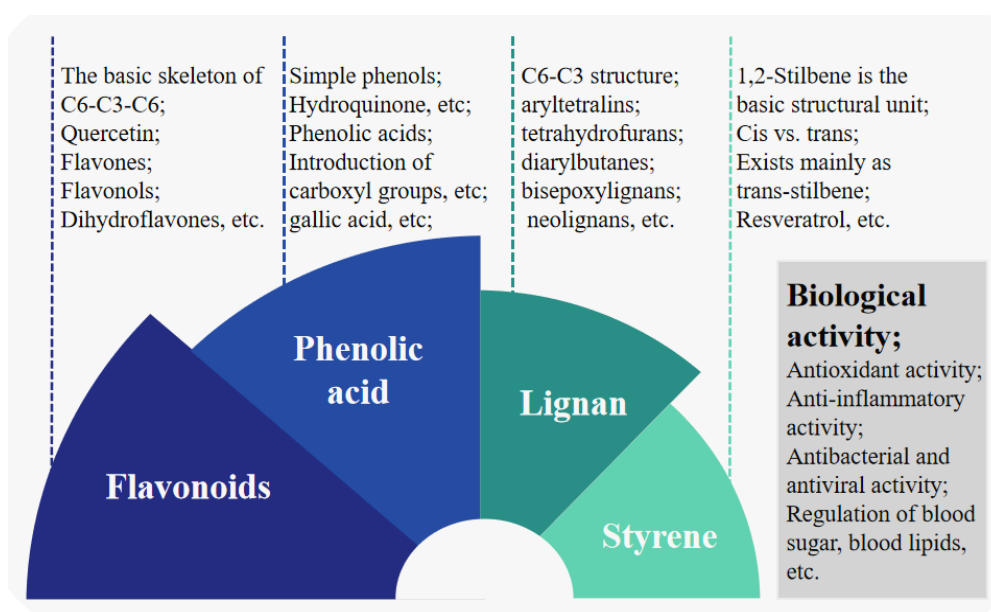 The basic skeleton of
C6-C3-C6;
Quercetin;
Flavones;
Flavonols;
Dihydroflavones, etc.
Simple phenols;
Hydroquinone, etc;
Phenolic acids;
Introduction of
carboxyl groups, etc;
gallic acid, etc;
C6-C3 structure;
aryltetralins;
tetrahydrofurans;
diarylbutanes;
bisepoxylignans;
neolignans, etc.
1,2-Stilbene is the
basic structural unit;
Cis vs. trans;
Exists mainly as
trans-stilbene;
Resveratrol, etc.
Flavonoids
Phenolic
acid
Lignan
Styrene
Biological
activity;
Antioxidant activity;
Anti-inflammatory
activity;
Antibacterial and
antiviral activity;
Regulation of blood
sugar, blood lipids,
etc.